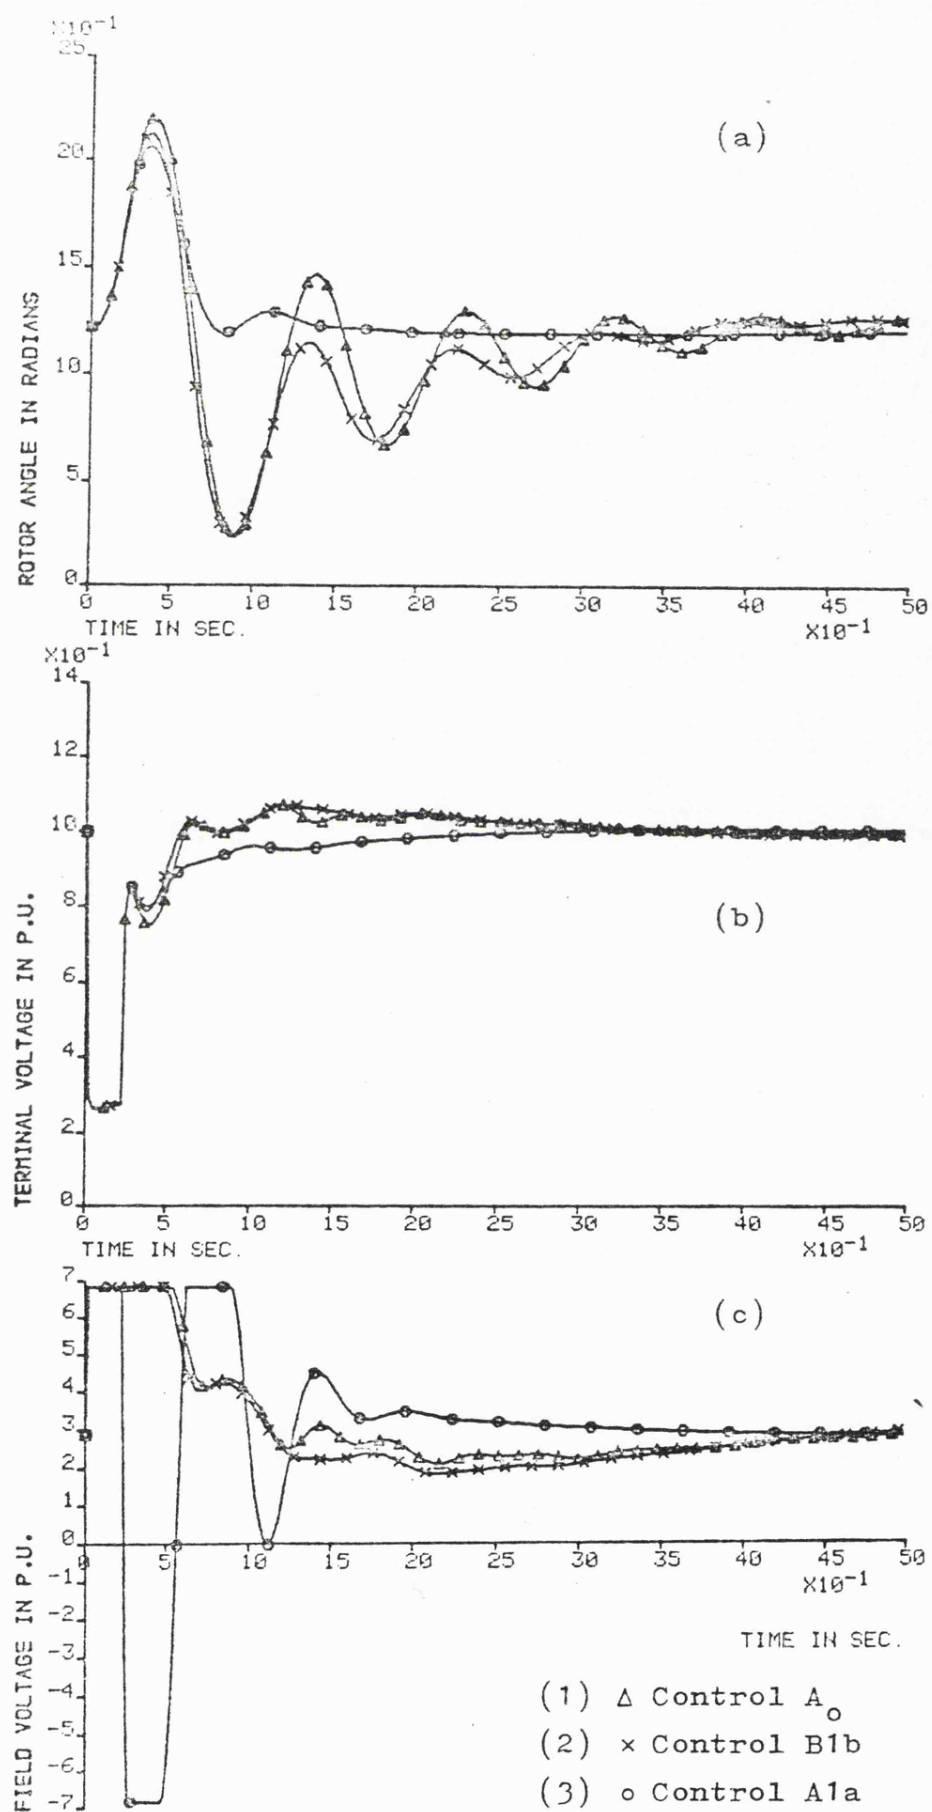 X10-1
25
20
15
10
5
0
ROTOR ANGLE IN RADIANS
(a)
0 5 10 15 20 25 30 35 40 45 50
TIME IN SEC.
X10-1
X10-1
14
12
10
8
6
4
2
0
TERMINAL VOLTAGE IN P.U.
(b)
0 5 10 15 20 25 30 35 40 45 50
TIME IN SEC.
X10-1
7
6
5
4
3
2
1
0
-1
-2
-3
-4
-5
-6
-7
FIELD VOLTAGE IN P.U.
(c)
0 5 10 15 20 25 30 35 40 45 50
X10-1
TIME IN SEC.
(1) Δ Control Ao
(2) × Control B1b
(3) o Control A1a